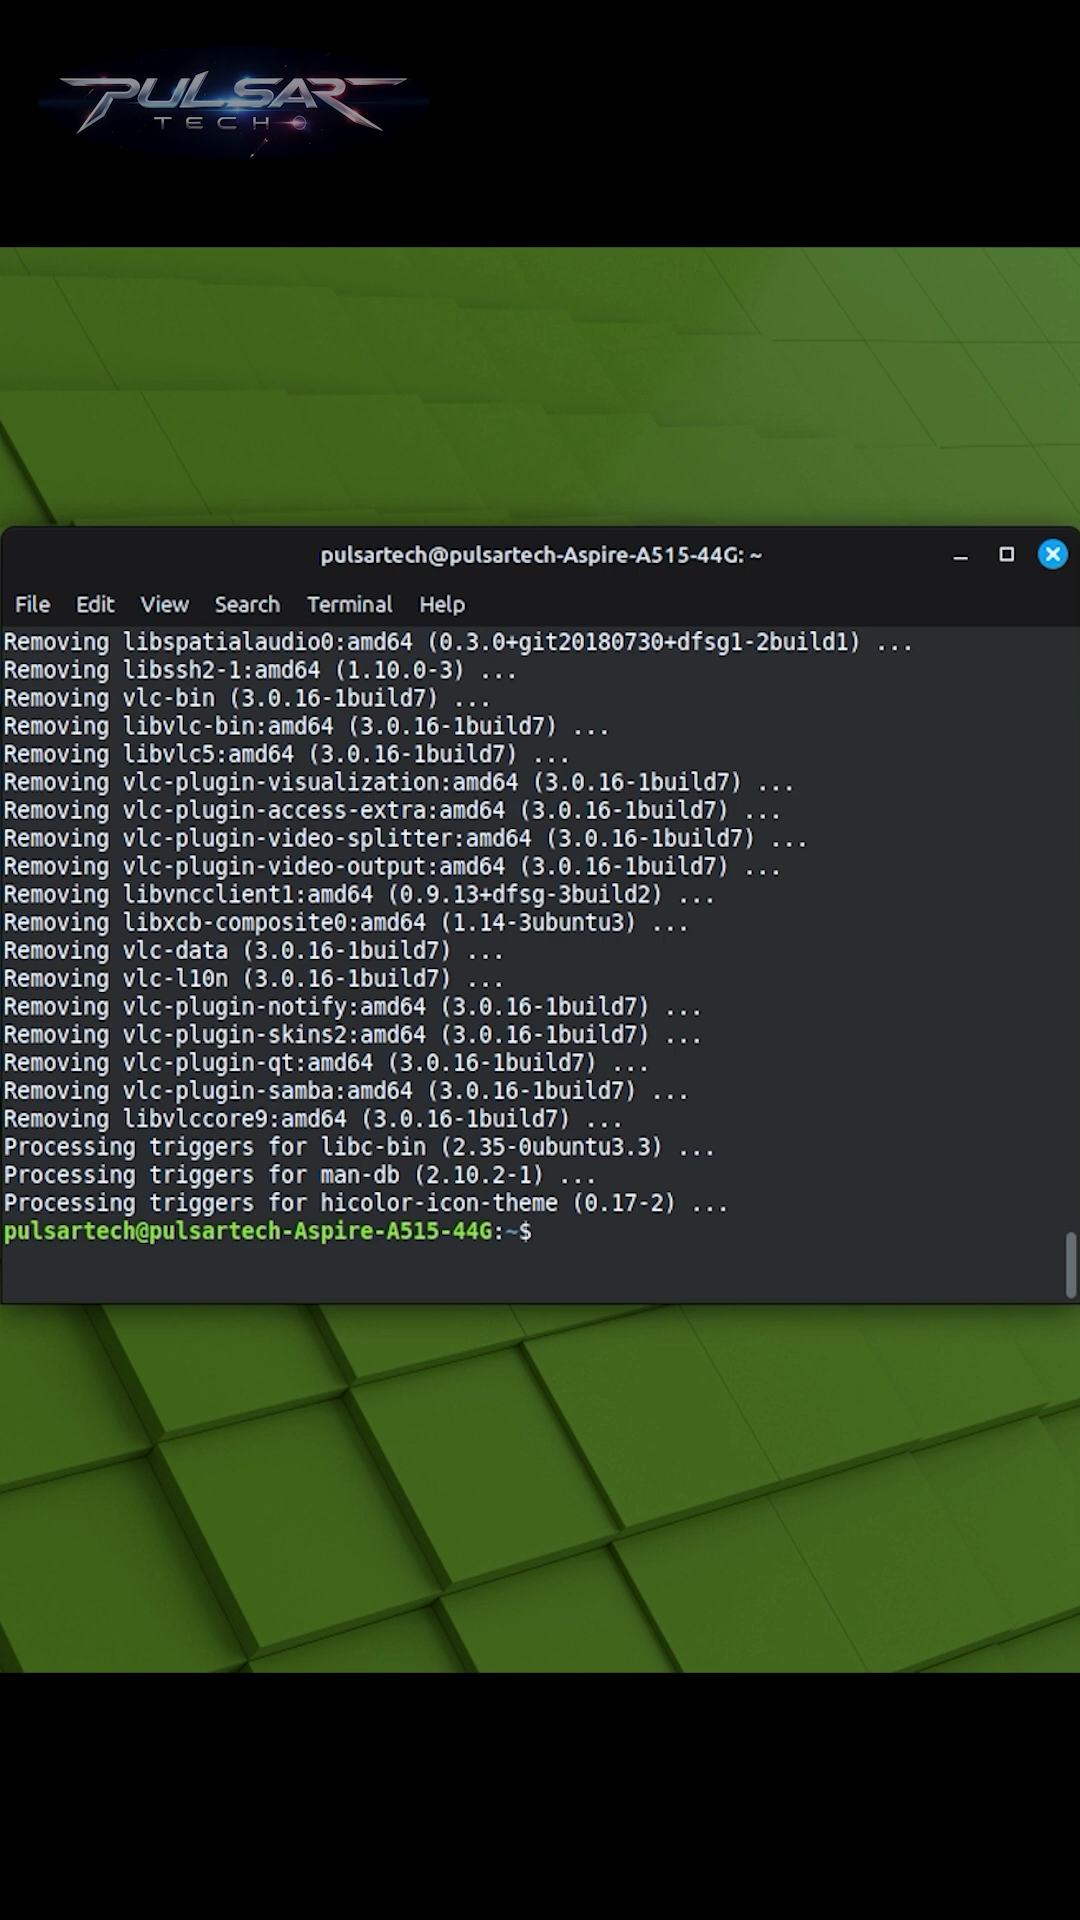 PULSAR
TECH
pulsartech@pulsartech-Aspire-A515-44G: ~
File Edit View Search Terminal Help
Removing libspatialaudio0:amd64 (0.3.0+git20180730+dfsg1-2build1) ...
Removing libssh2-1:amd64 (1.10.0-3) ...
Removing vlc-bin (3.0.16-1build7) ...
Removing libvlc-bin:amd64 (3.0.16-1build7) ...
Removing libvlc5:amd64 (3.0.16-1build7) ...
Removing vlc-plugin-visualization:amd64 (3.0.16-1build7) ...
Removing vlc-plugin-access-extra:amd64 (3.0.16-1build7) ...
Removing vlc-plugin-video-splitter:amd64 (3.0.16-1build7) ...
Removing vlc-plugin-video-output:amd64 (3.0.16-1build7) ...
Removing libvncclient1:amd64 (0.9.13+dfsg-3build2) ...
Removing libxcb-composite0:amd64 (1.14-3ubuntu3) ...
Removing vlc-data (3.0.16-1build7) ...
Removing vlc-l10n (3.0.16-1build7) ...
Removing vlc-plugin-notify:amd64 (3.0.16-1build7) ...
Removing vlc-plugin-skins2:amd64 (3.0.16-1build7) ...
Removing vlc-plugin-qt:amd64 (3.0.16-1build7) ...
Removing vlc-plugin-samba:amd64 (3.0.16-1build7) ...
Removing libvlccore9:amd64 (3.0.16-1build7) ...
Processing triggers for libc-bin (2.35-0ubuntu3.3) ...
Processing triggers for man-db (2.10.2-1) ...
Processing triggers for hicolor-icon-theme (0.17-2) ...
pulsartech@pulsartech-Aspire-A515-44G:~$